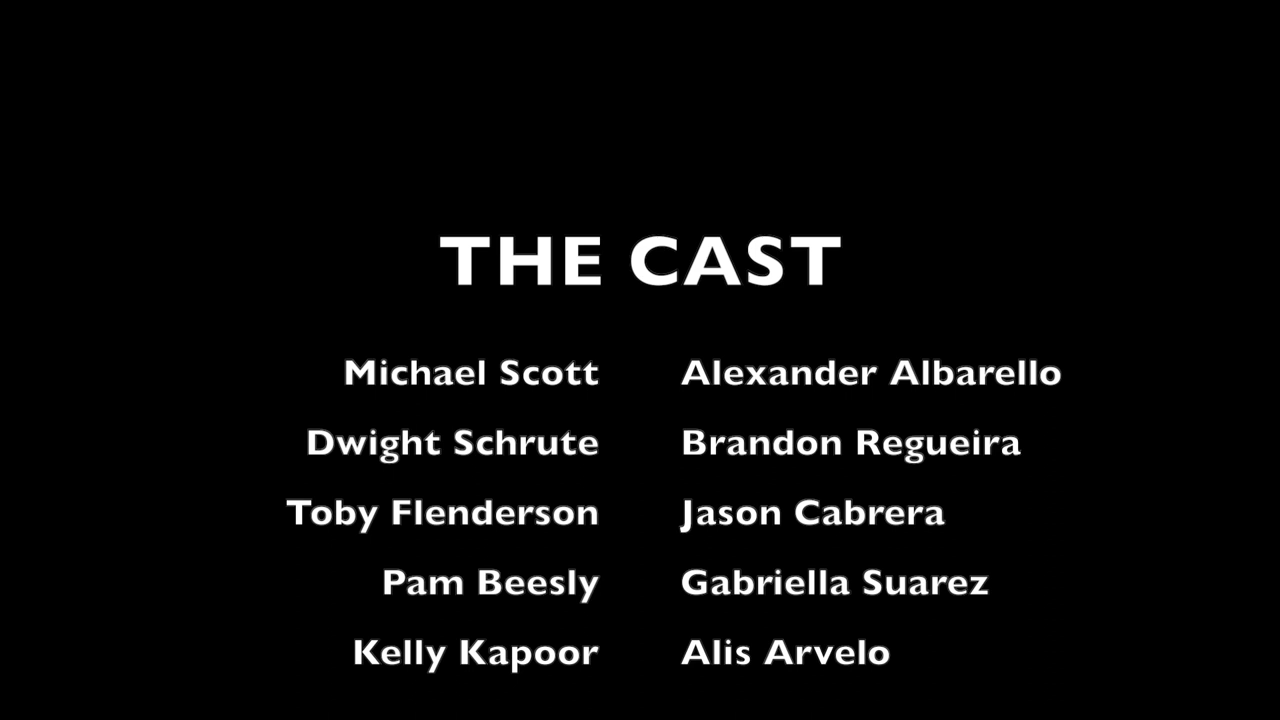 THE CAST
Michael Scott Alexander Albarello
Dwight Schrute Brandon Regueira
Toby Flenderson Jason Cabrera
Pam Beesly Gabriella Suarez
Kelly Kapoor Alis Arvelo